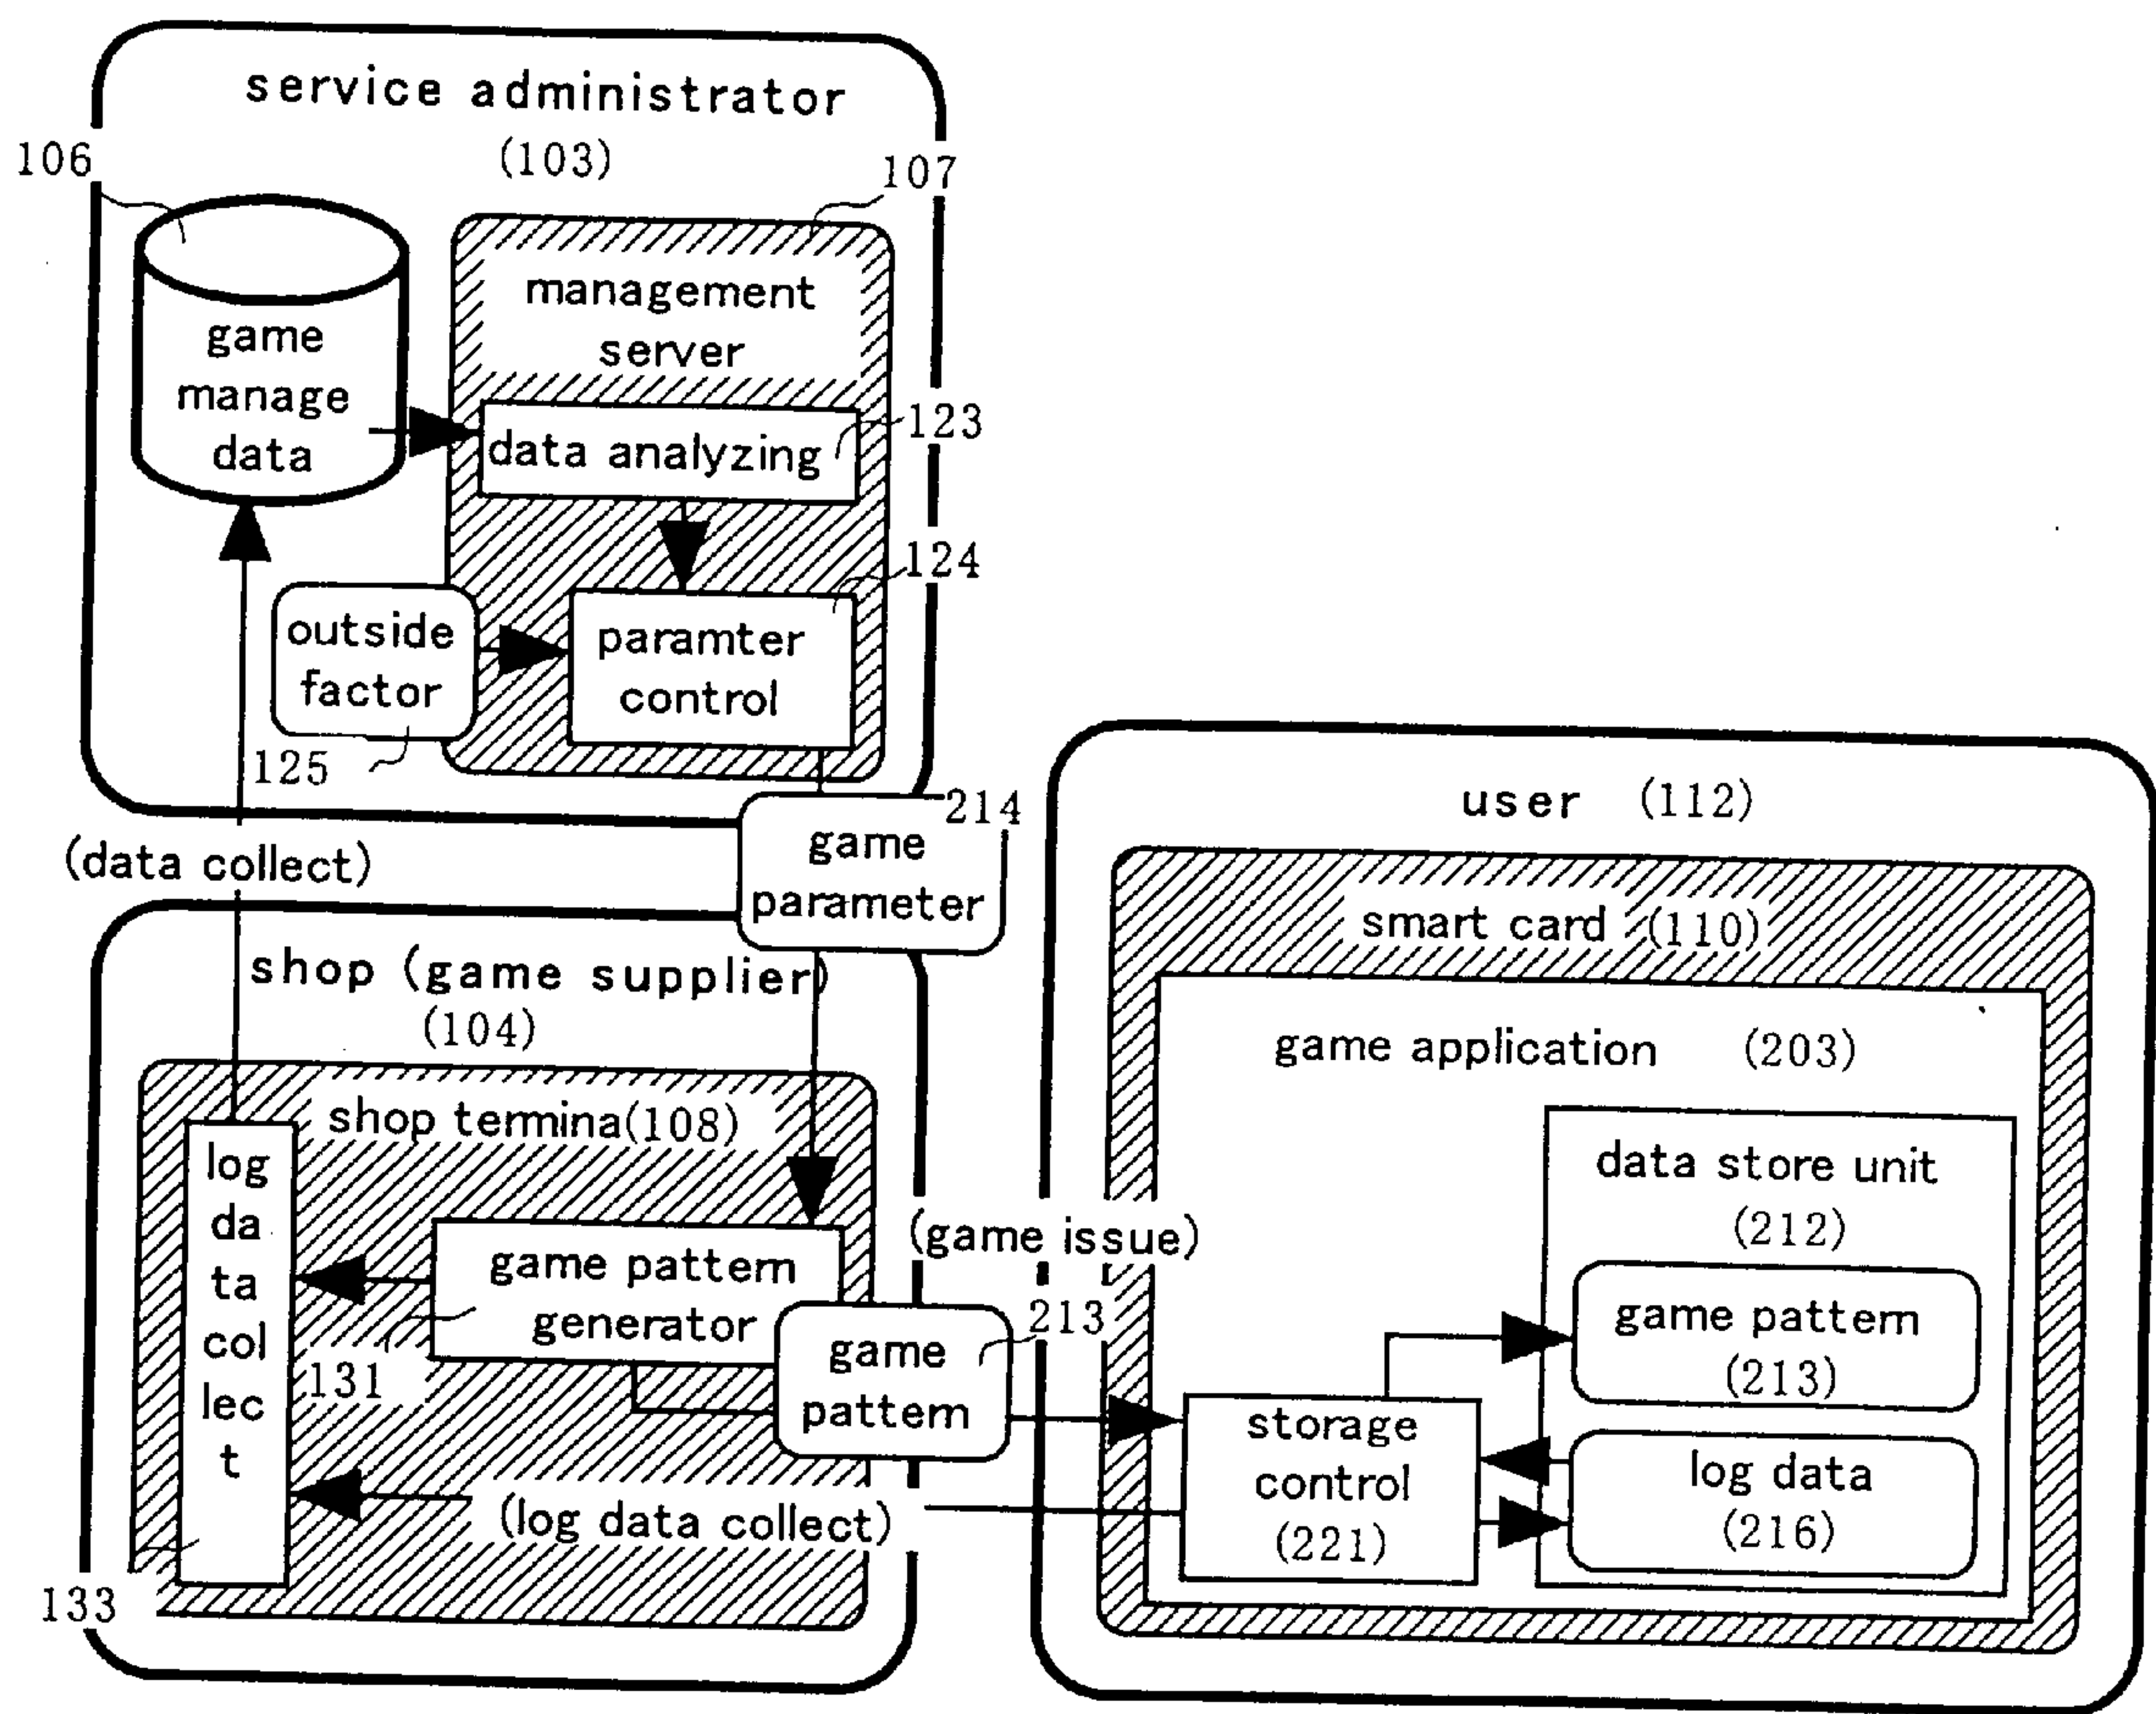 service administrator
(103)
106
107
management
server
game
manage
data
123
data analyzing
124
outside
factor
paramter
control
125
214
game
parameter
(data collect)
shop (game supplier)
(104)
shop termina(108)
log
da
ta
col
lec
t
game pattem
generator
131
213
game
pattem
(game issue)
(log data collect)
133
user (112)
smart card (110)
game application (203)
data store unit
(212)
game pattem
(213)
storage
control
(221)
log data
(216)